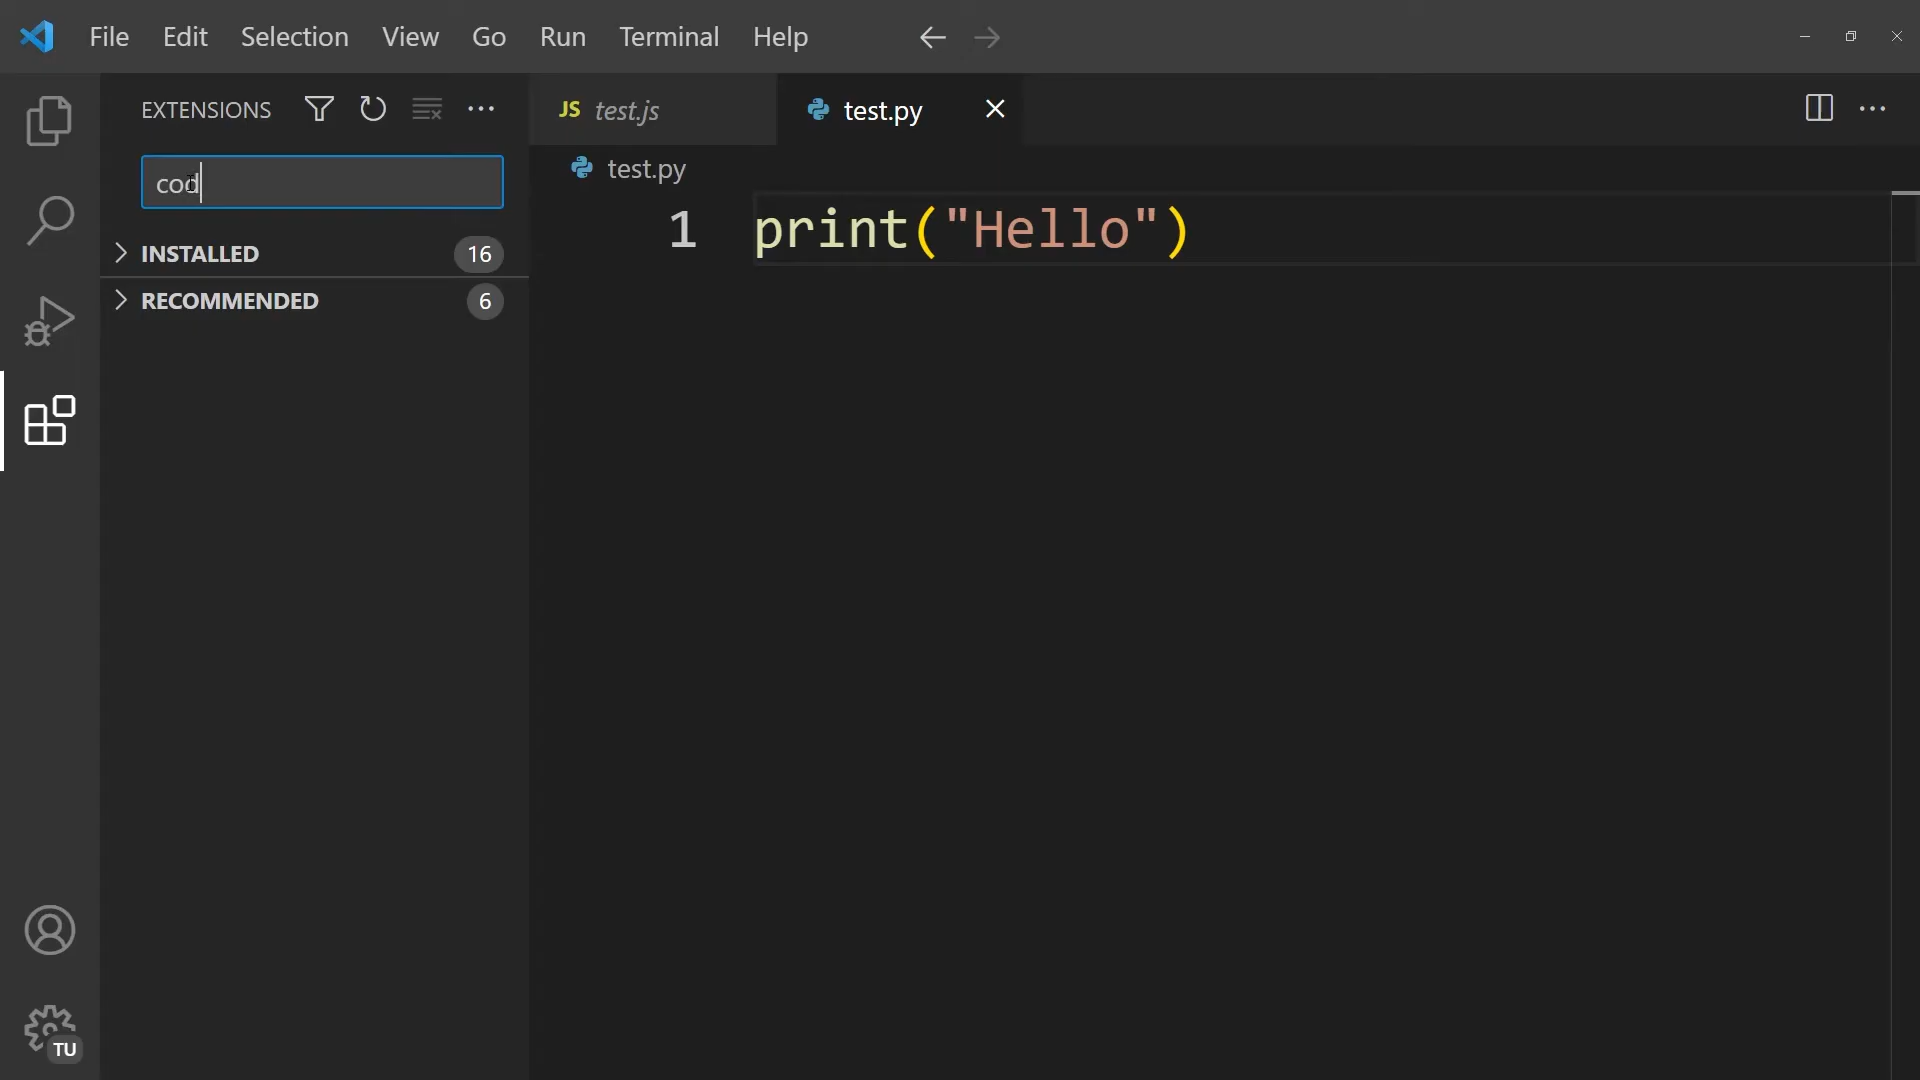 File Edit Selection View Go Run Terminal Help
EXTENSIONS
JS test.js
test.py
cod
test.py
INSTALLED 16
RECOMMENDED 6
1 print("Hello")
TU